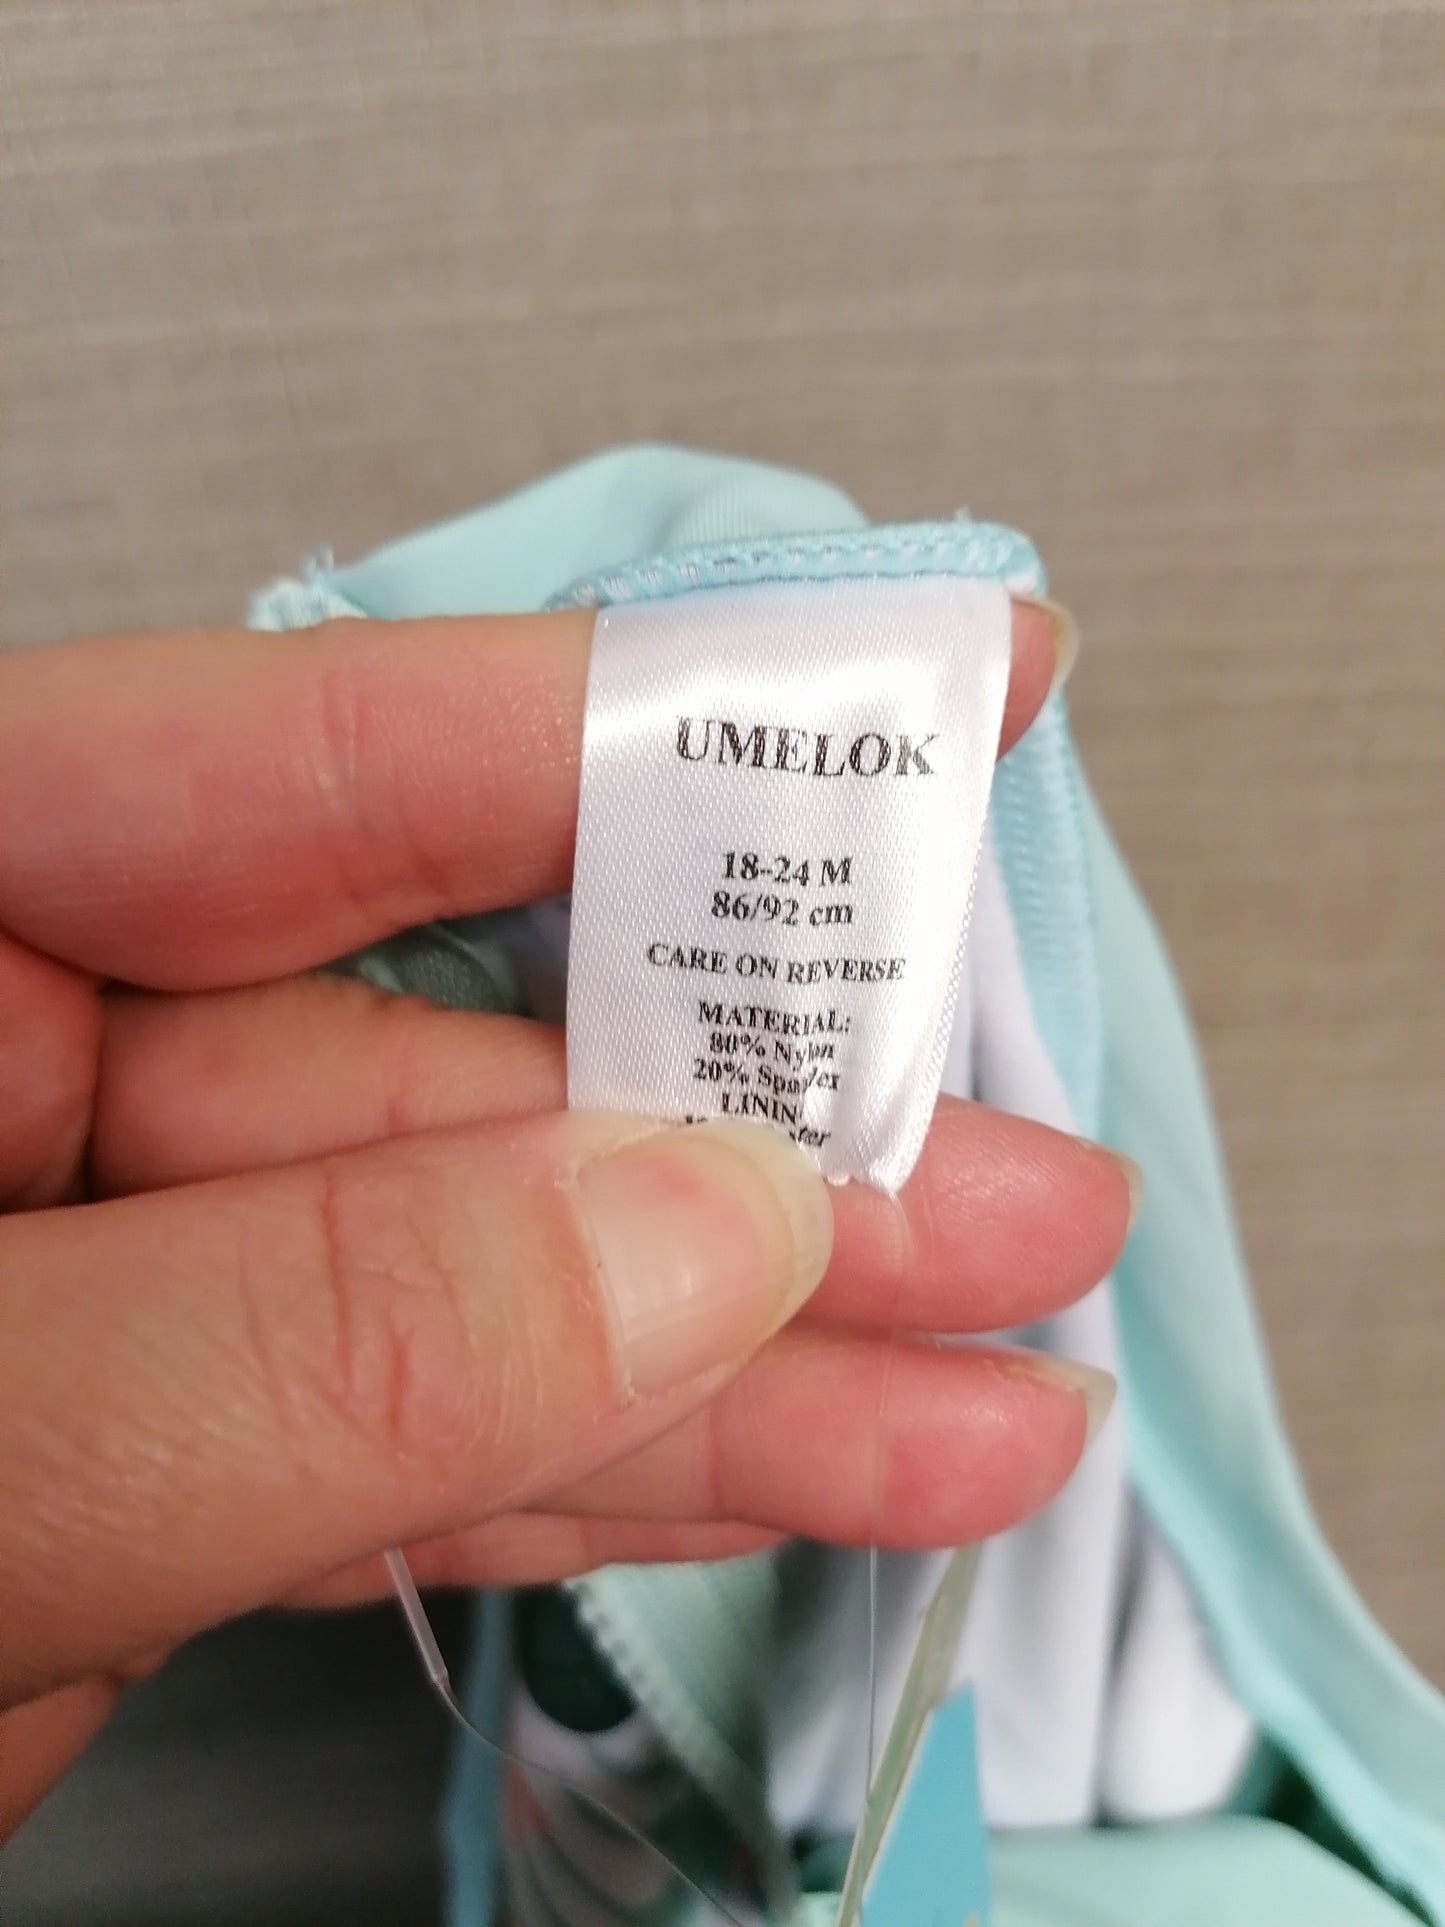 UMELOK
18-24 M
86/92 cm
CARE ON REVERSE
MATERIAL:
80% Nylon
20% Spandex